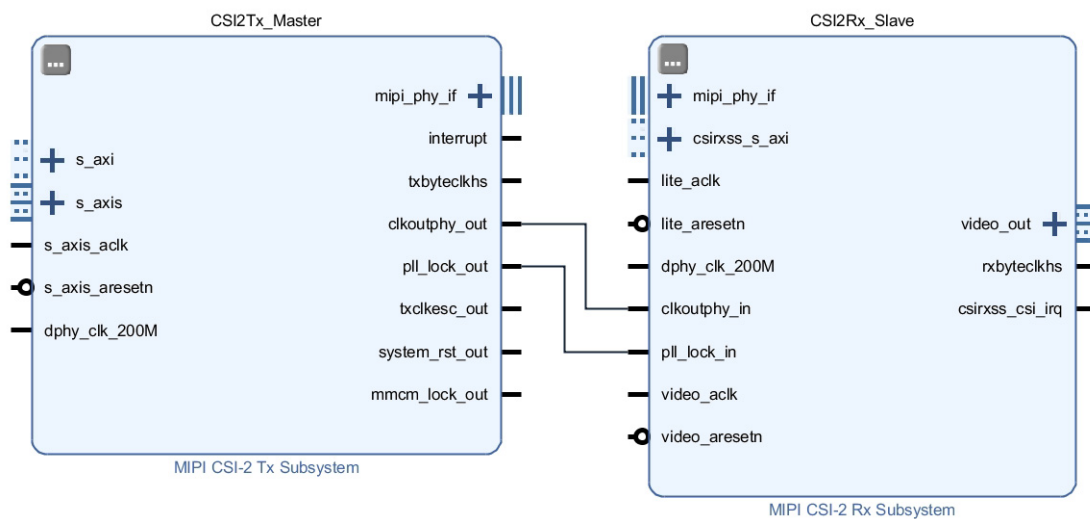 CSI2Tx_Master
...
mipi_phy_if
interrupt
s_axi
txbyteclkhs
s_axis
clkoutphy_out
s_axis_aclk
pll_lock_out
s_axis_aresetn
txclkesc_out
dphy_clk_200M
system_rst_out
mmcm_lock_out
MIPI CSI-2 Tx Subsystem
CSI2Rx_Slave
...
mipi_phy_if
csirxss_s_axi
lite_aclk
lite_aresetn
video_out
dphy_clk_200M
rxbyteclkhs
clkoutphy_in
csirxss_csi_irq
pll_lock_in
video_aclk
video_aresetn
MIPI CSI-2 Rx Subsystem